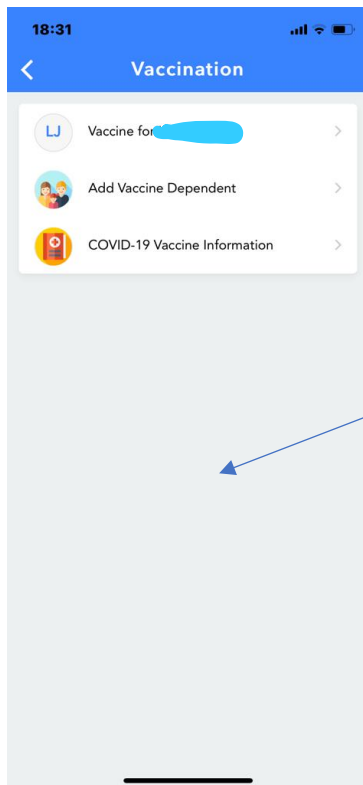 18:31
Vaccination
LJ
Vaccine for
Add Vaccine Dependent
COVID-19 Vaccine Information